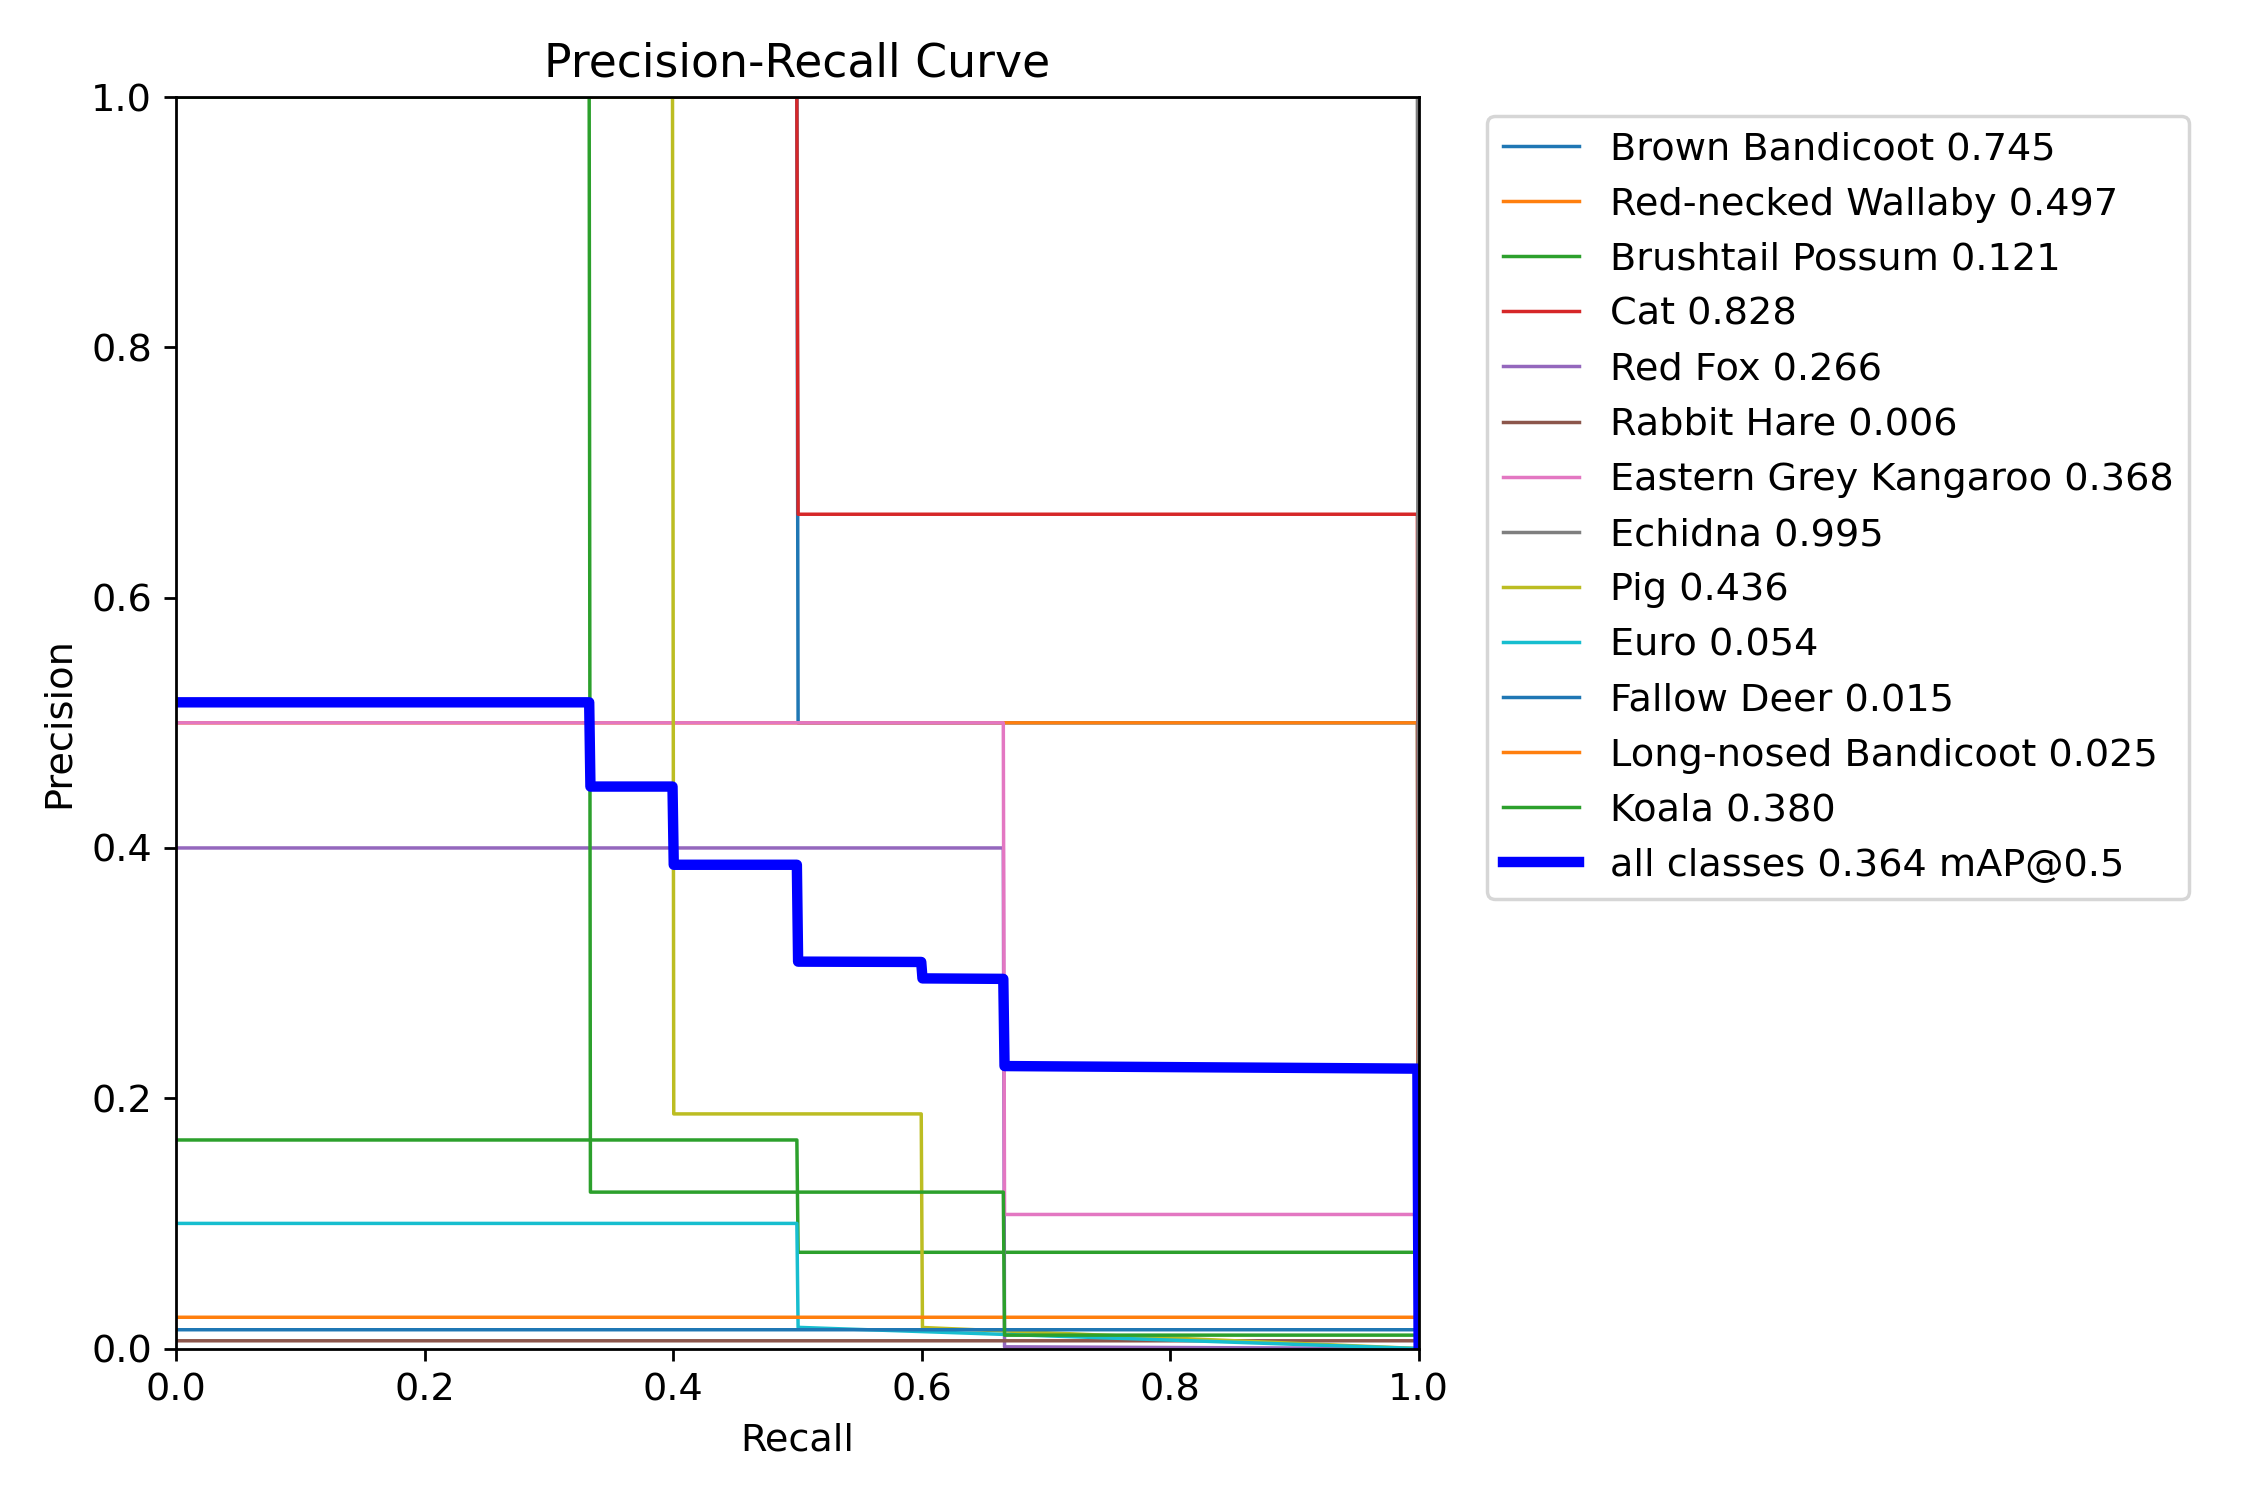 Precision-Recall Curve
1.0
0.8
0.6
0.4
0.2
0.0
Precision
0.0 0.2 0.4 0.6 0.8 1.0
Recall
Brown Bandicoot 0.745
Red-necked Wallaby 0.497
Brushtail Possum 0.121
Cat 0.828
Red Fox 0.266
Rabbit Hare 0.006
Eastern Grey Kangaroo 0.368
Echidna 0.995
Pig 0.436
Euro 0.054
Fallow Deer 0.015
Long-nosed Bandicoot 0.025
Koala 0.380
all classes 0.364 mAP@0.5